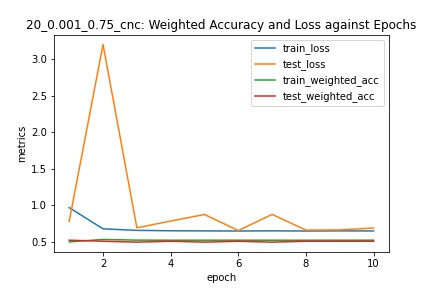 20_0.001_0.75_cnc: Weighted Accuracy and Loss against Epochs
train_loss
test_loss
train_weighted_acc
test_weighted_acc
metrics
3.0
2.5
2.0
1.5
1.0
0.5
2 4 6 8 10
epoch